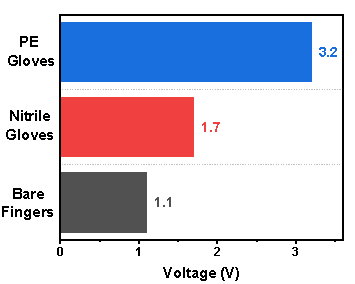 PE
Gloves
3.2
Nitrile
Gloves
1.7
Bare
Fingers
1.1
0 1 2 3
Voltage (V)